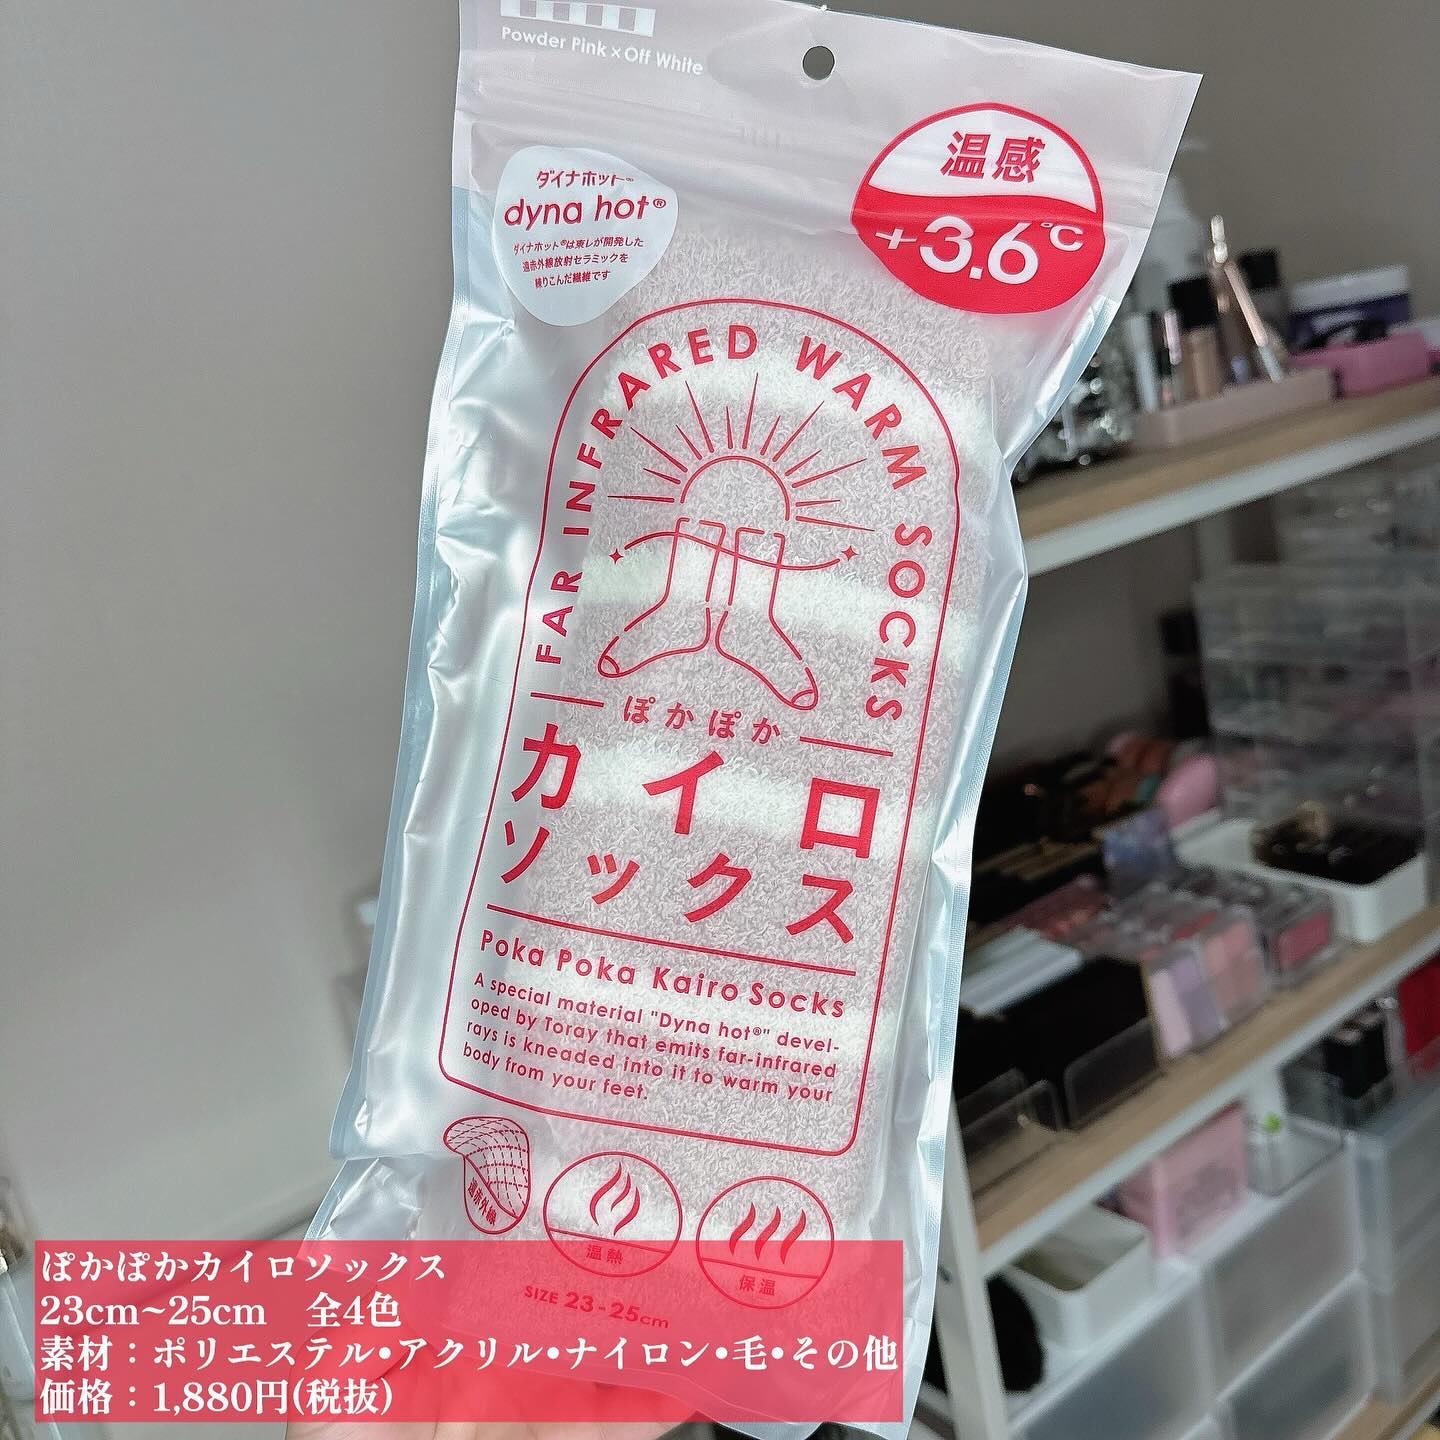 Powder Pink × Off White
温感
+3.6℃
ダイナホット®
dyna hot®
ダイナホット®は東レが開発した
遠赤外線放射セラミックを
練りこんだ繊維です
FAR INFRARED WARM SOCKS
ぽかぽか
カイロ
ソックス
Poka Poka Kairo Socks
A special material "Dyna hot®" devel-
oped by Toray that emits far-infrared
rays is kneaded into it to warm your
body from your feet.
遠赤外線
温熱
保温
SIZE 23-25cm
ぽかぽかカイロソックス
23cm~25cm　全4色
素材：ポリエステル•アクリル•ナイロン•毛•その他
価格：1,880円(税抜)